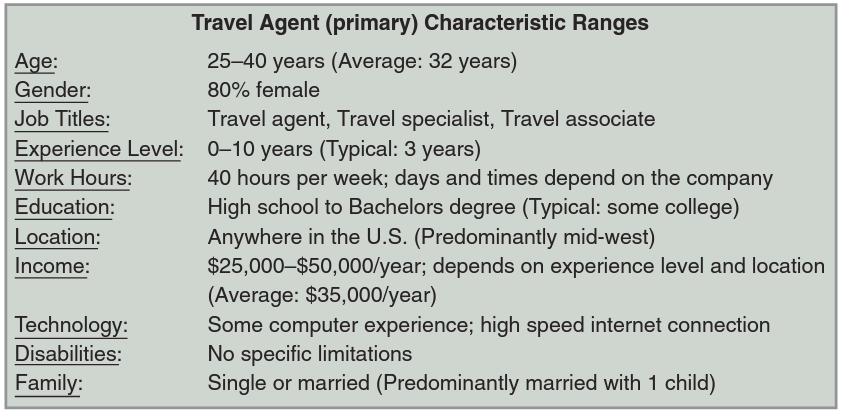 Travel Agent (primary) Characteristic Ranges
Age: 25–40 years (Average: 32 years)
Gender: 80% female
Job Titles: Travel agent, Travel specialist, Travel associate
Experience Level: 0–10 years (Typical: 3 years)
Work Hours: 40 hours per week; days and times depend on the company
Education: High school to Bachelors degree (Typical: some college)
Location: Anywhere in the U.S. (Predominantly mid-west)
Income: $25,000–$50,000/year; depends on experience level and location
(Average: $35,000/year)
Technology: Some computer experience; high speed internet connection
Disabilities: No specific limitations
Family: Single or married (Predominantly married with 1 child)